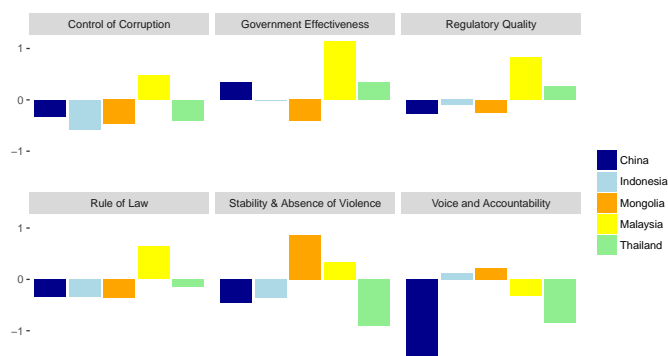 Control of Corruption
Government Effectiveness
Regulatory Quality
1
0
−1
Rule of Law
Stability & Absence of Violence
Voice and Accountability
1
0
−1
China
Indonesia
Mongolia
Malaysia
Thailand